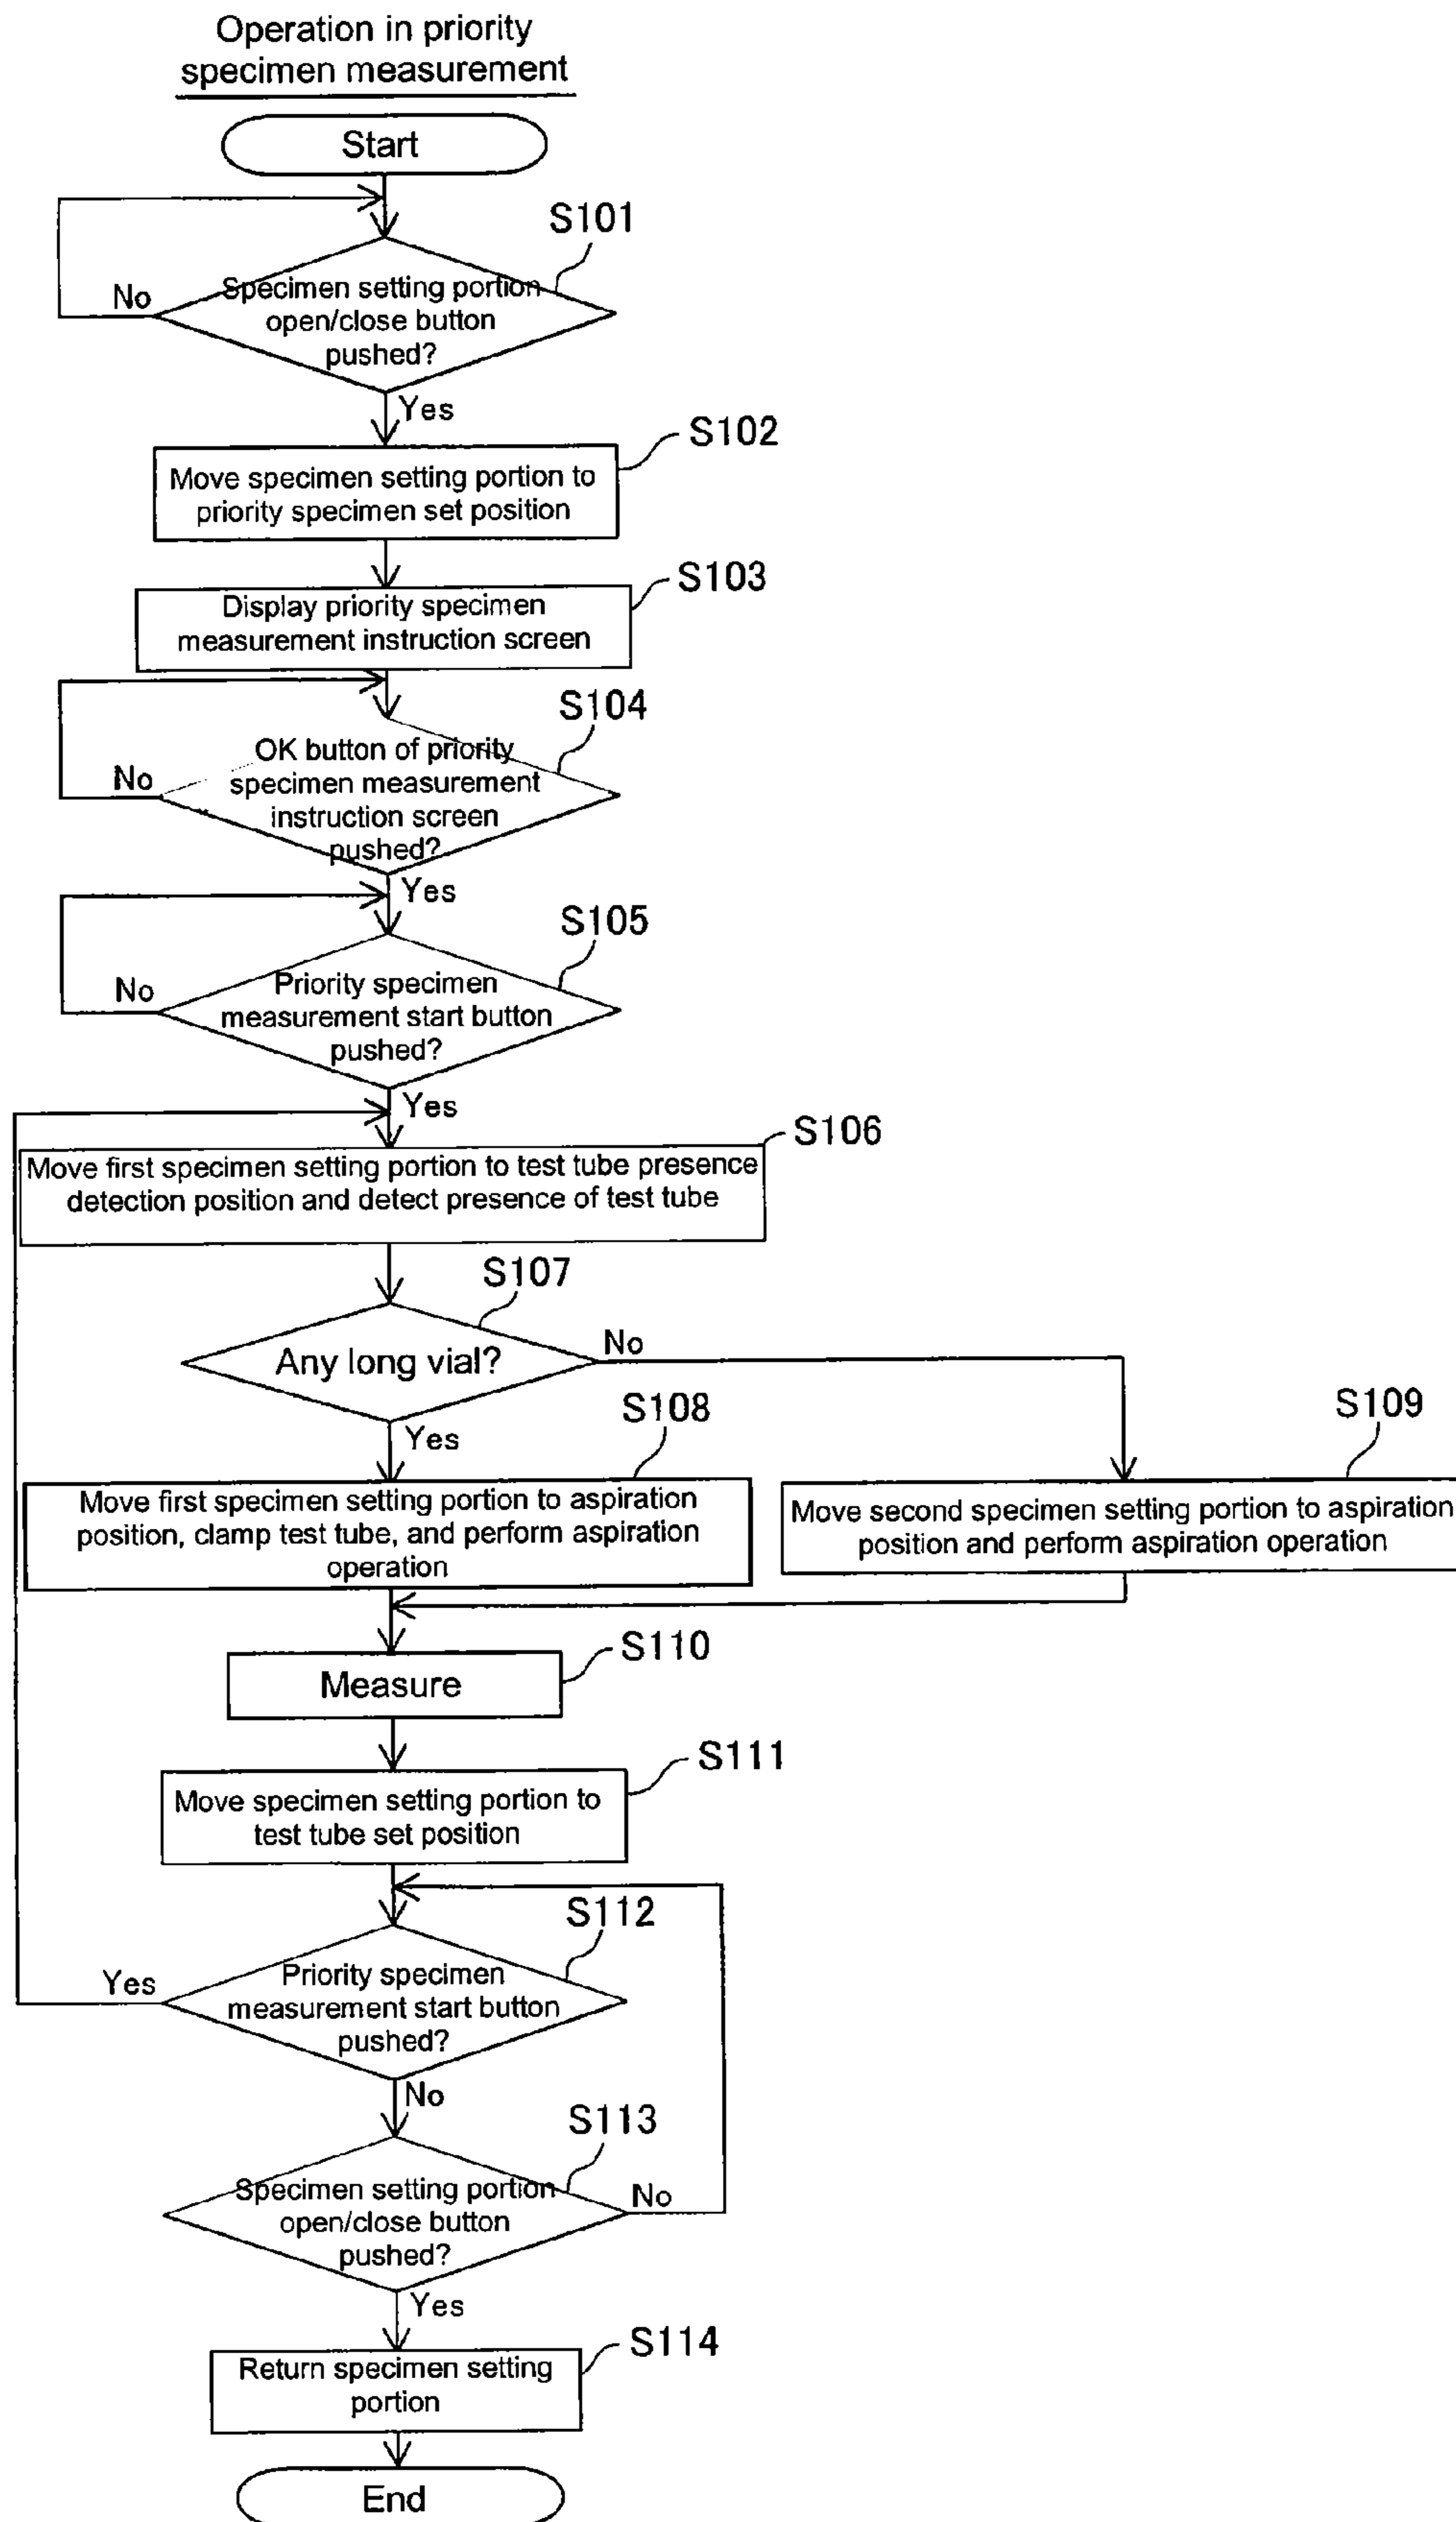 Operation in priority
specimen measurement
Start
S101
Specimen setting portion
open/close button
pushed?
No
Yes
S102
Move specimen setting portion to
priority specimen set position
S103
Display priority specimen
measurement instruction screen
S104
OK button of priority
specimen measurement
instruction screen
pushed?
No
Yes
S105
Priority specimen
measurement start button
pushed?
No
Yes
S106
Move first specimen setting portion to test tube presence
detection position and detect presence of test tube
S107
Any long vial?
No
Yes
S108
Move first specimen setting portion to aspiration
position, clamp test tube, and perform aspiration
operation
S109
Move second specimen setting portion to aspiration
position and perform aspiration operation
S110
Measure
S111
Move specimen setting portion to
test tube set position
S112
Priority specimen
measurement start button
pushed?
Yes
No
S113
Specimen setting portion
open/close button
pushed?
No
Yes
S114
Return specimen setting
portion
End